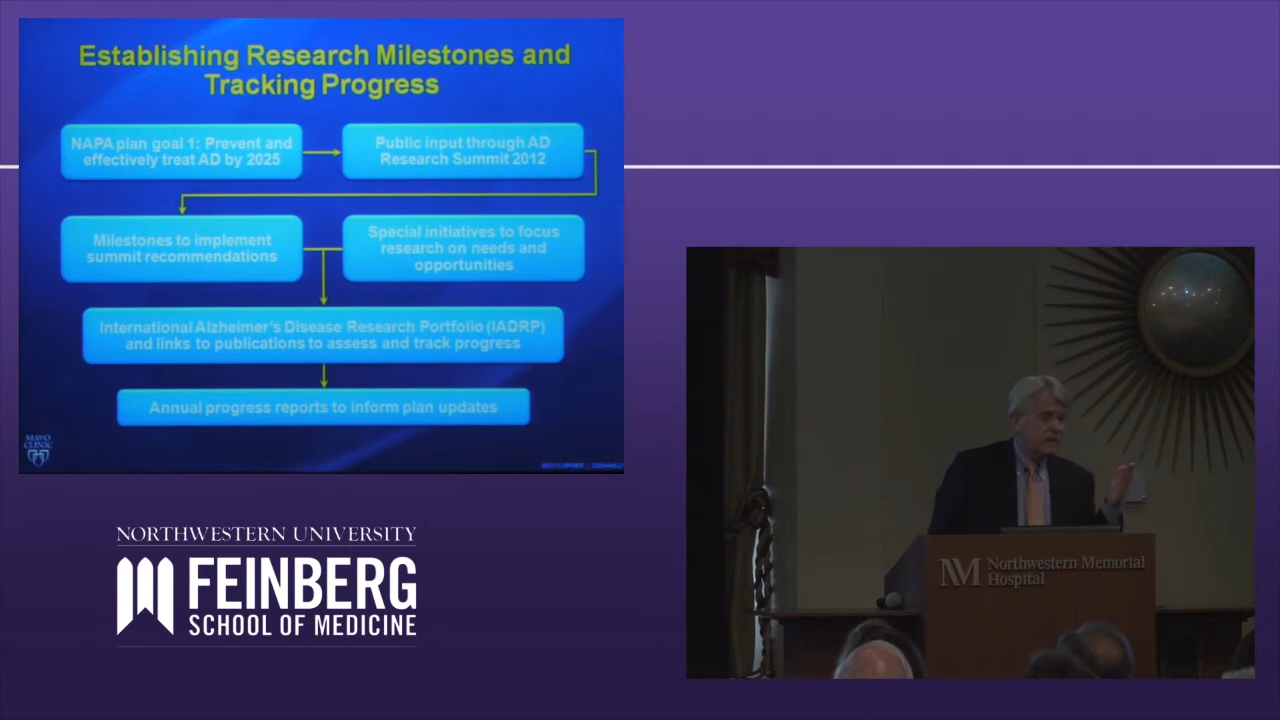 Establishing Research Milestones and
Tracking Progress
NAPA plan goal 1: Prevent and
effectively treat AD by 2025
Public input through AD
Research Summit 2012
Milestones to implement
summit recommendations
Special initiatives to focus
research on needs and
opportunities
International Alzheimer's Disease Research Portfolio (IADRP)
and links to publications to assess and track progress
Annual progress reports to inform plan updates
MAYO
CLINIC
NORTHWESTERN UNIVERSITY
FEINBERG
SCHOOL OF MEDICINE
NM Northwestern Memorial
Hospital